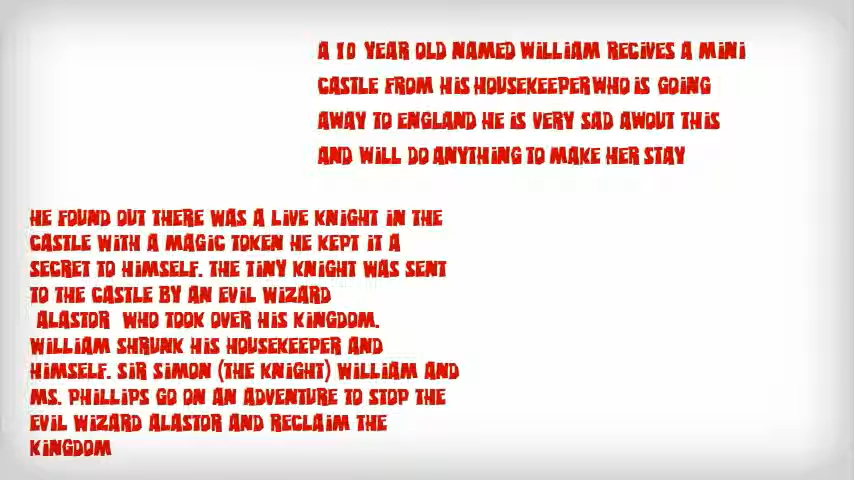 A 10 YEAR OLD NAMED WILLIAM RECIVES A MINI
CASTLE FROM HIS HOUSEKEEPER WHO IS GOING
AWAY TO ENGLAND HE IS VERY SAD AWOUT THIS
AND WILL DO ANYTHING TO MAKE HER STAY
HE FOUND OUT THERE WAS A LIVE KNIGHT IN THE
CASTLE WITH A MAGIC TOKEN HE KEPT IT A
SECRET TO HIMSELF. THE TINY KNIGHT WAS SENT
TO THE CASTLE BY AN EVIL WIZARD
ALASTOR WHO TOOK OVER HIS KINGDOM.
WILLIAM SHRUNK HIS HOUSEKEEPER AND
HIMSELF. SIR SIMON (THE KNIGHT) WILLIAM AND
MS. PHILLIPS GO ON AN ADVENTURE TO STOP THE
EVIL WIZARD ALASTOR AND RECLAIM THE
KINGDOM